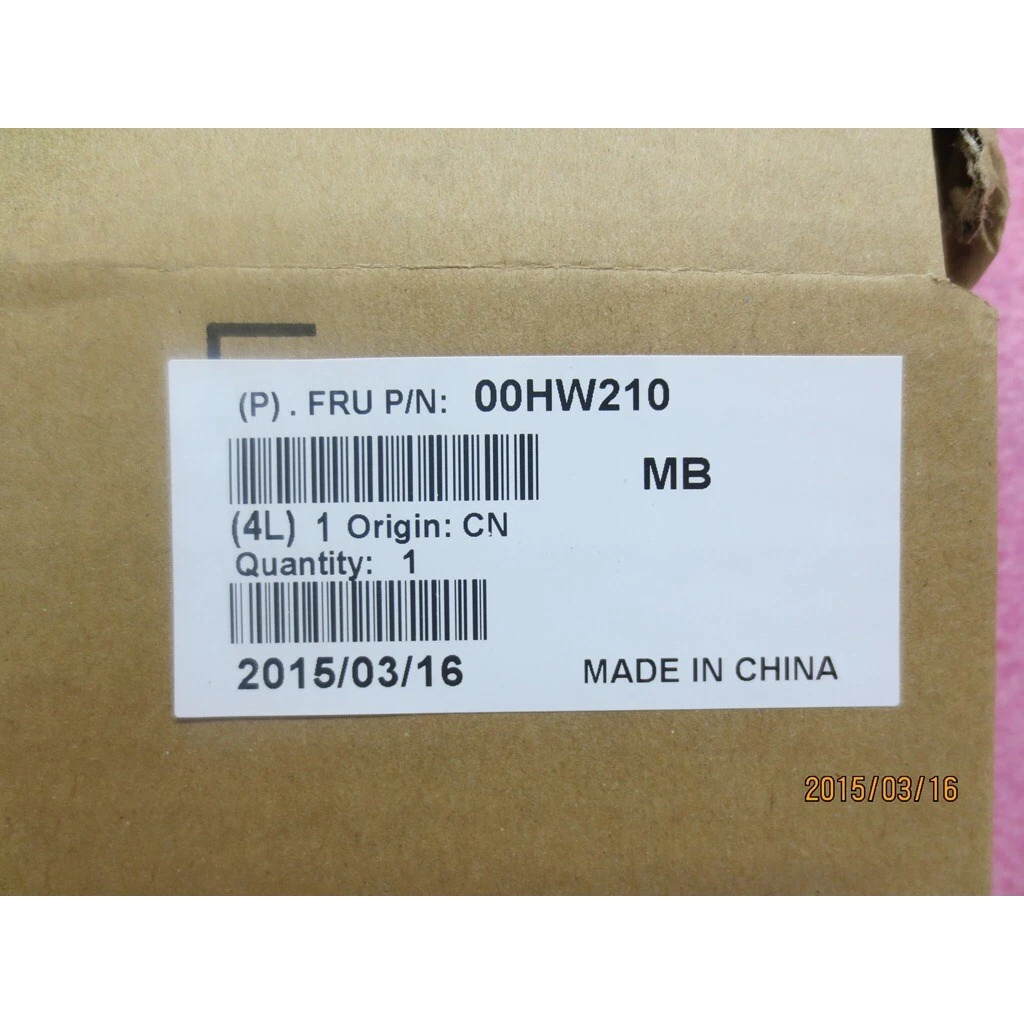 (P) . FRU P/N: 00HW210
MB
(4L) 1 Origin: CN
Quantity: 1
2015/03/16
MADE IN CHINA
2015/03/16